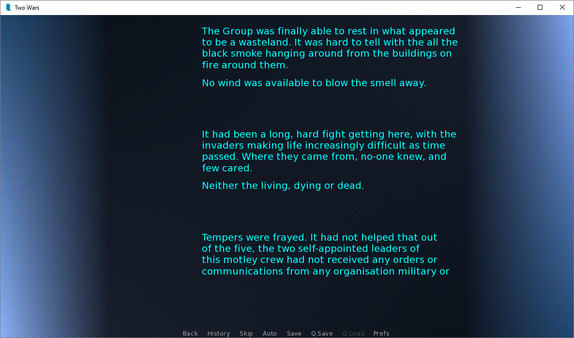 Two Wars
The Group was finally able to rest in what appeared
to be a wasteland. It was hard to tell with the all the
black smoke hanging around from the buildings on
fire around them.
No wind was available to blow the smell away.
It had been a long, hard fight getting here, with the
invaders making life increasingly difficult as time
passed. Where they came from, no-one knew, and
few cared.
Neither the living, dying or dead.
Tempers were frayed. It had not helped that out
of the five, the two self-appointed leaders of
this motley crew had not received any orders or
communications from any organisation military or
Back History Skip Auto Save Q.Save Q.Load Prefs